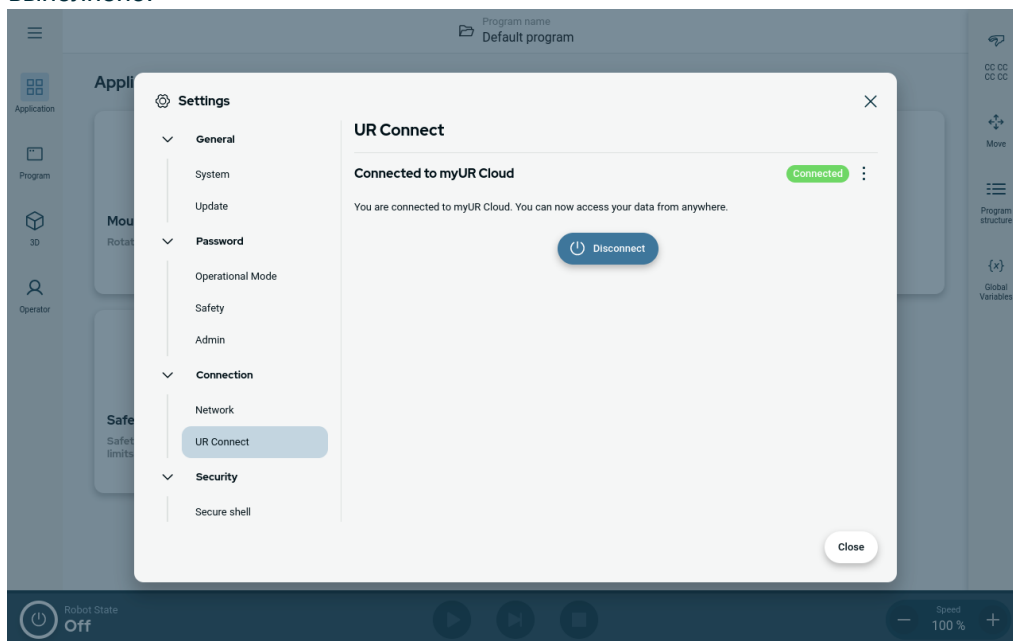 Program name
Default program
Application
Program
3D
Operator
Appli
Mou
Rotat
Safe
Safet
limits
Settings
General
System
Update
Password
Operational Mode
Safety
Admin
Connection
Network
UR Connect
Security
Secure shell
UR Connect
Connected to myUR Cloud
Connected
You are connected to myUR Cloud. You can now access your data from anywhere.
Disconnect
Close
CC CC
CC CC
Move
Program
structure
{x}
Global
Variables
Robot State
Off
Speed
100 %